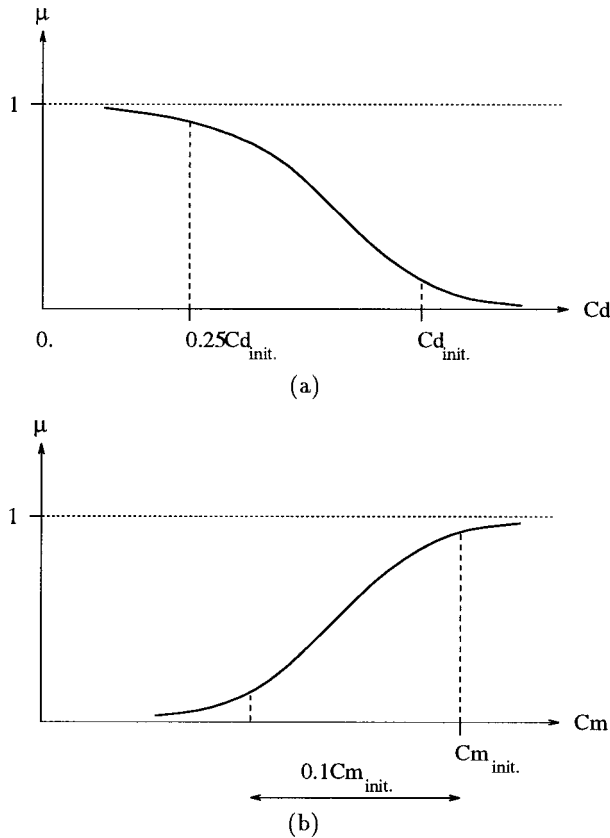 μ
1
Cd
0. 0.25Cd init. Cd init.
(a)
μ
1
Cm
Cm init.
0.1Cm init.
(b)